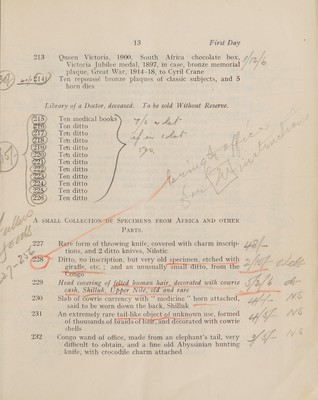 13
First Day
213 Queen Victoria, 1900, South Africa chocolate box,
Victoria Jubilee medal, 1897, in case, bronze memorial
plaque, Great War, 1914-18, to Cyril Crane
7/2/6
214 Ten repoussé bronze plaques of classic subjects, and 5
horn dies
Library of a Doctor, deceased. To be sold Without Reserve.
215 Ten medical books
216 Ten ditto
217 Ten ditto
218 Ten ditto
219 Ten ditto
220 Ten ditto
221 Ten ditto
222 Ten ditto
223 Ten ditto
224 Ten ditto
225 Ten ditto
226 Ten ditto
A SMALL COLLECTION OF SPECIMENS FROM AFRICA AND OTHER
PARTS.
227 Rare form of throwing knife, covered with charm inscrip-
tions, and 2 ditto knives, Nilotic
228 Ditto, no inscription, but very old specimen, etched with
giraffe, etc.; and an unusually small ditto, from the
Congo
227-236
229 Head covering of felted human hair, decorated with cowrie
cash, Shilluk, Upper Nile, old and rare
230 Slab of cowrie currency with "medicine" horn attached,
said to be worn down the back, Shilluk
231 An extremely rare tail-like object of unknown use, formed
of thousands of braids of hair, and decorated with cowrie
shells
232 Congo wand of office, made from an elephant's tail, very
difficult to obtain, and a fine old Abyssinian hunting
knife, with crocodile charm attached